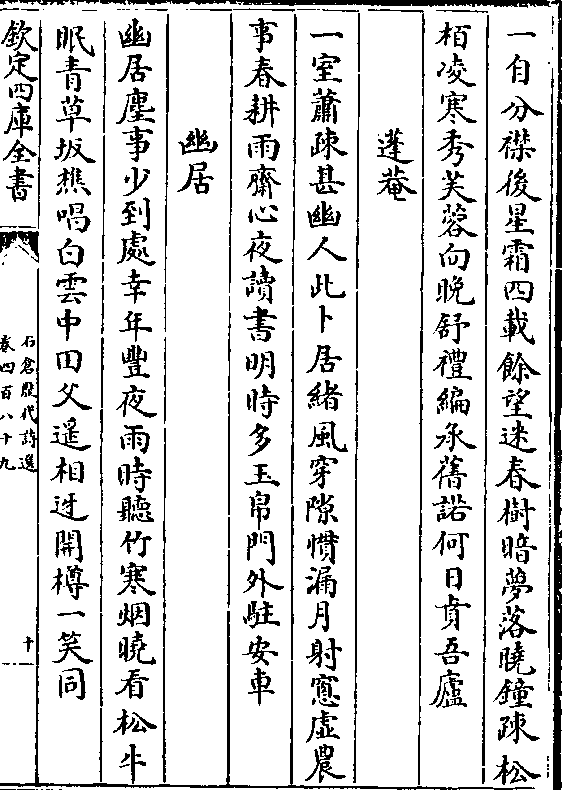 一自分襟後星霜四載餘望迷春樹暗夢落曉鐘疎松
栢凌寒秀芙蓉向晚舒禮編承舊諾何日賁吾廬
蓬菴
一室蕭疎甚幽人此卜居緒風穿隙慣漏月射窓虛農
事春耕雨齋心夜讀書明時多玉帛門外駐安車
幽居
幽居塵事少到處幸年豐夜雨時聽竹寒烟曉看松牛
眠青草坂樵唱白雲中田父遥相迓開樽一笑同
欽定四庫全書
石倉歴代詩選
卷四百八十九
十